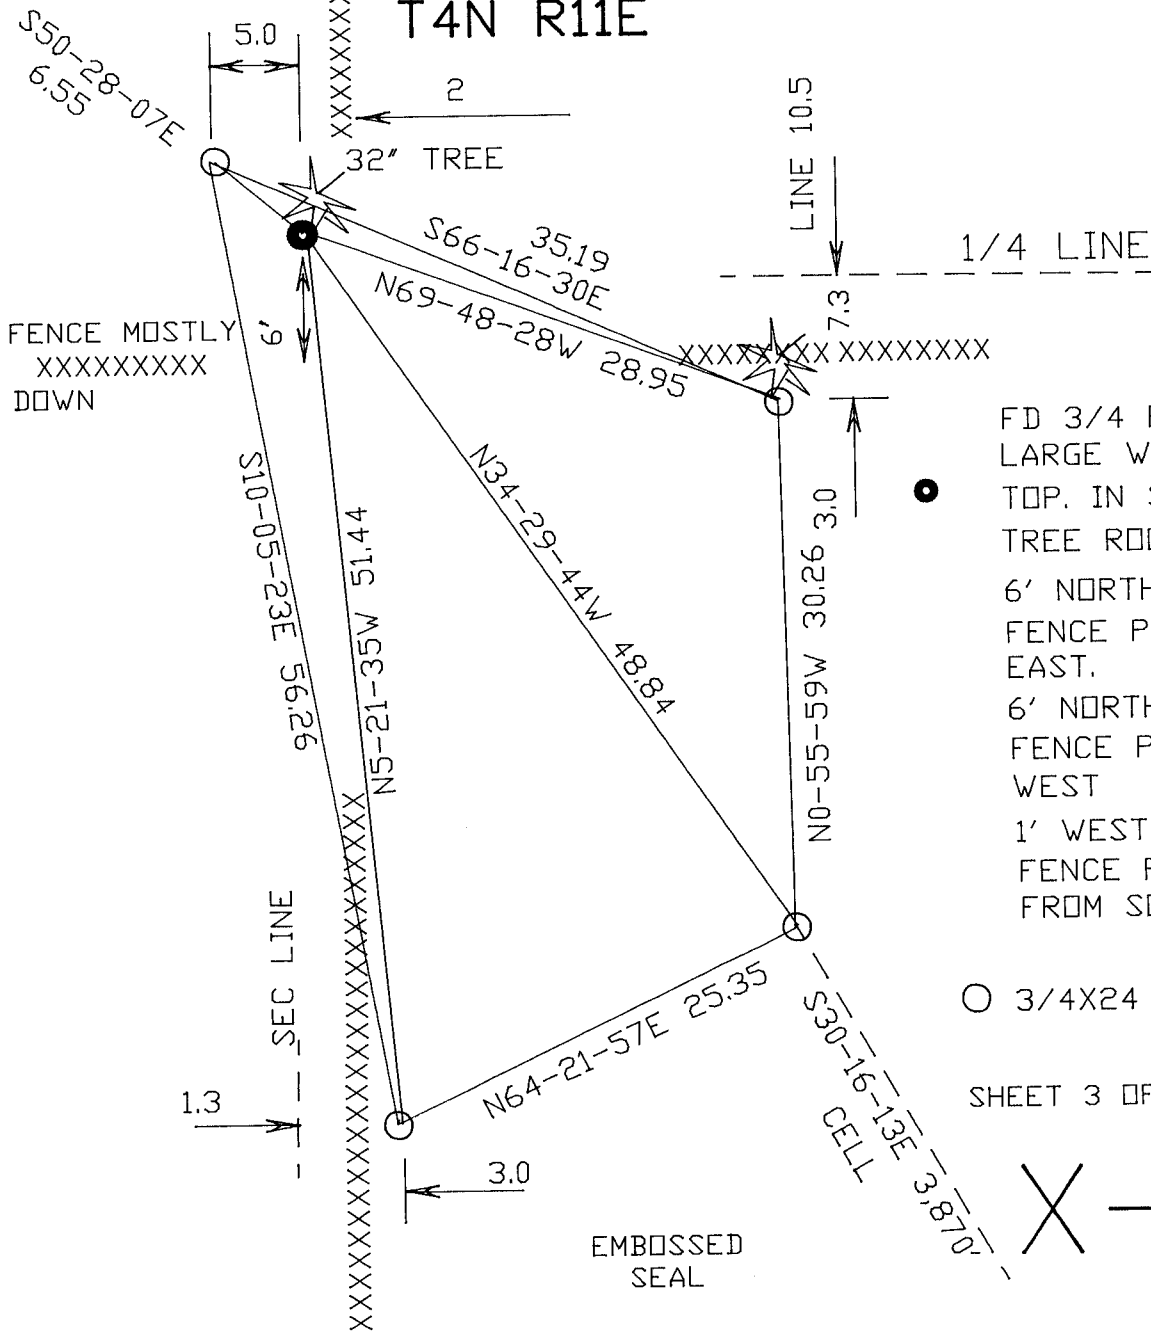 T4N R11E
S50-28-07E
6.55
5.0
2
32" TREE
LINE 10.5
35.19
S66-16-30E
N69-48-28W 28.95
1/4 LINE
7.3
FENCE MOSTLY
XXXXXXXXX
DOWN
6'
3.0
FD 3/4
LARGE
TOP. IN
TREE
6' NORTH
FENCE
EAST.
6' NORTH
FENCE
WEST
1' WEST
FENCE
FROM
S10-05-23E 56.26
N5-21-35W 51.44
N34-29-44W 48.84
N0-55-59W 30.26
SEC LINE
1.3
3.0
N64-21-57E 25.35
S30-16-13E 3,870'
CELL
3/4X24
SHEET 3 OF
EMBOSSED
SEAL
X —